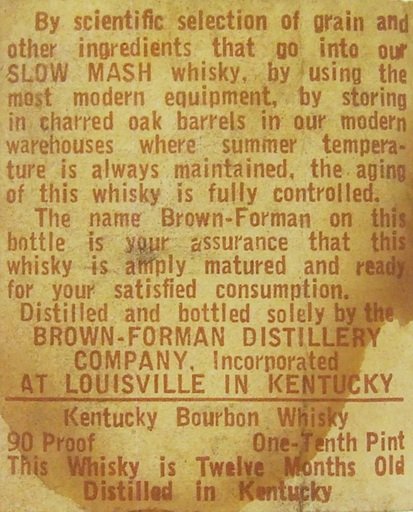 By scientific selection of grain and
other ingredients that go into our
SLOW MASH whisky, by using the
most modern equipment, by storing
in charred oak barrels in our modern
warehouses where summer tempera-
ture is always maintained, the aging
of this whisky is fully controlled.
The name Brown-Forman on this
bottle is your assurance that this
whisky is amply matured and ready
for your satisfied consumption.
Distilled and bottled solely by the
BROWN-FORMAN DISTILLERY
COMPANY, Incorporated
AT LOUISVILLE IN KENTUCKY
Kentucky Bourbon Whisky
90 Proof One-Tenth Pint
This Whisky is Twelve Months Old
Distilled in Kentucky